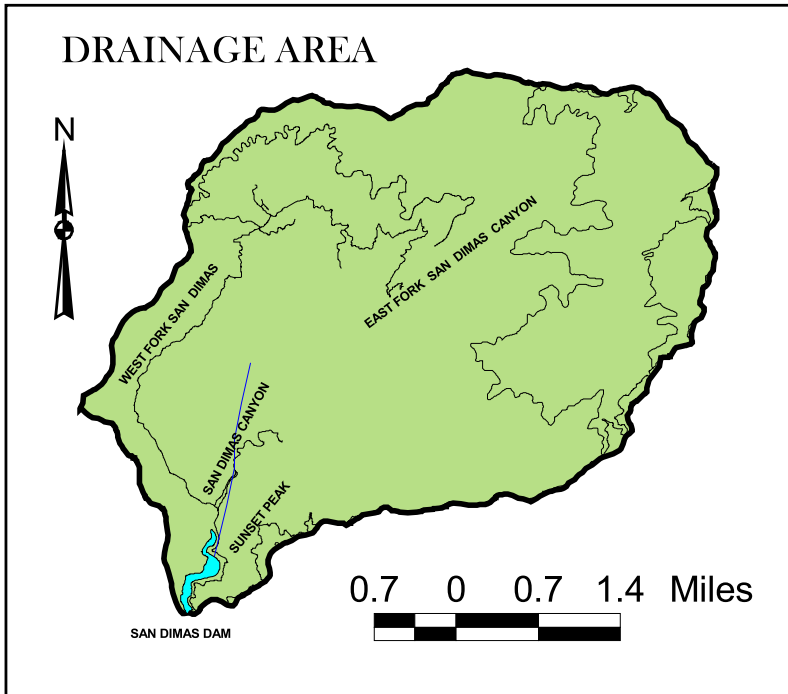 DRAINAGE AREA
N
EAST FORK SAN DIMAS CANYON
WEST FORK SAN DIMAS
SAN DIMAS CANYON
SUNSET PEAK
0.7 0 0.7 1.4 Miles
SAN DIMAS DAM